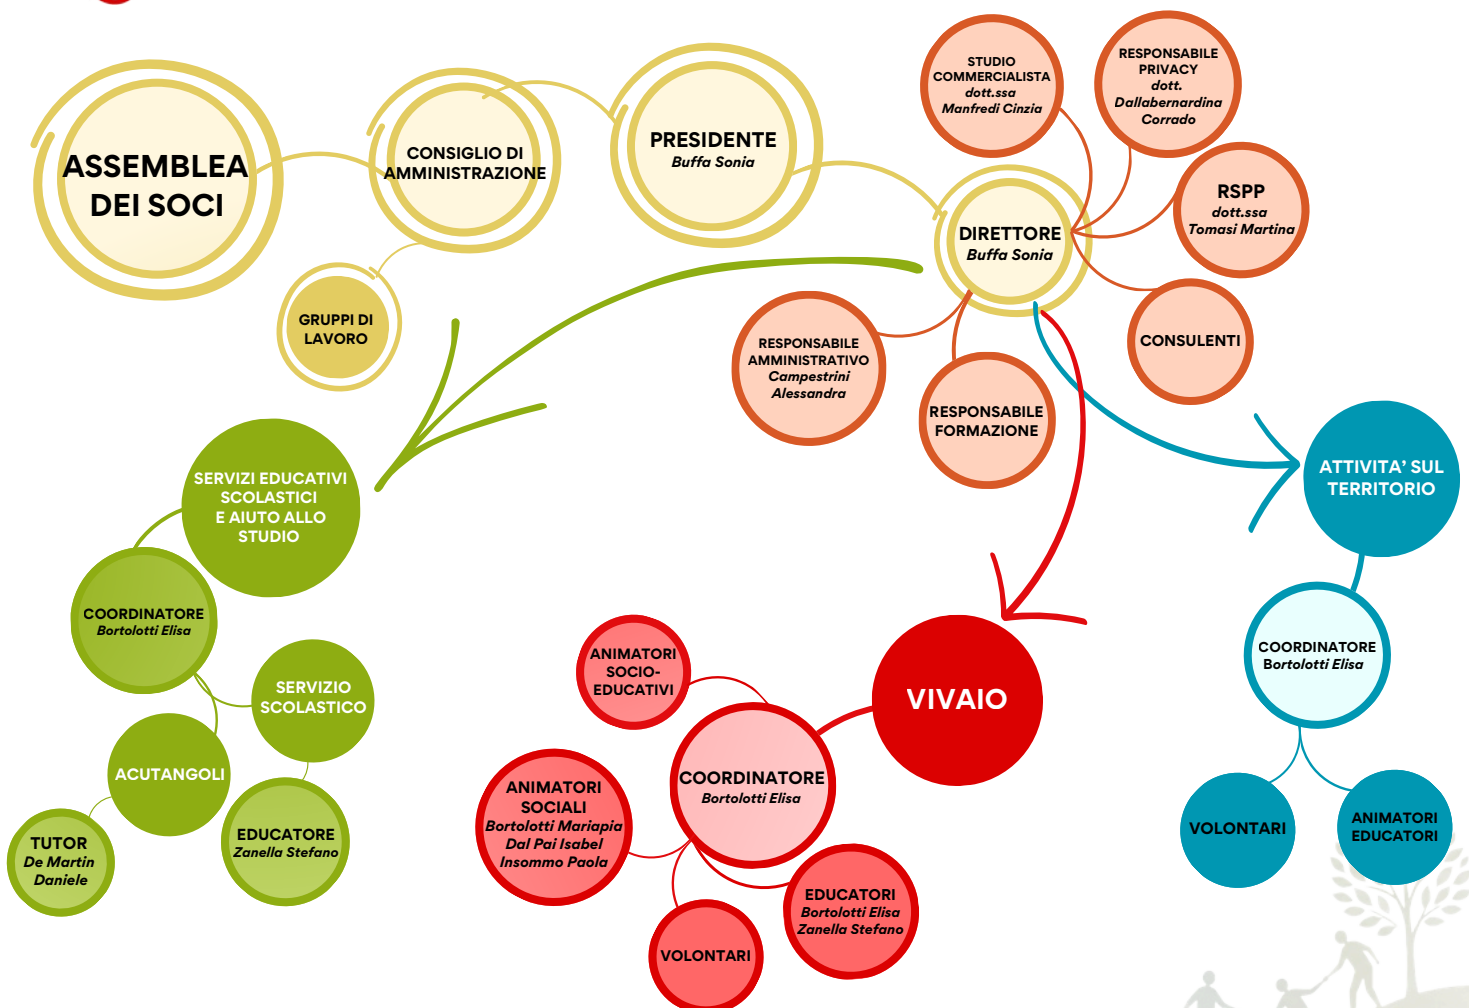 ASSEMBLEA
DEI SOCI
CONSIGLIO DI
AMMINISTRAZIONE
GRUPPI DI
LAVORO
PRESIDENTE
Buffa Sonia
DIRETTORE
Buffa Sonia
STUDIO
COMMERCIALISTA
dott.ssa
Manfredi Cinzia
RESPONSABILE
PRIVACY
dott.
Dallabernardina
Corrado
RSPP
dott.ssa
Tomasi Martina
CONSULENTI
RESPONSABILE
AMMINISTRATIVO
Campestrini
Alessandra
RESPONSABILE
FORMAZIONE
SERVIZI EDUCATIVI
SCOLASTICI
E AIUTO ALLO
STUDIO
COORDINATORE
Bortolotti Elisa
SERVIZIO
SCOLASTICO
ACUTANGOLI
EDUCATORE
Zanella Stefano
TUTOR
De Martin
Daniele
VIVAIO
COORDINATORE
Bortolotti Elisa
ANIMATORI
SOCIO-
EDUCATIVI
ANIMATORI
SOCIALI
Bortolotti Mariapia
Dal Pai Isabel
Insommo Paola
VOLONTARI
EDUCATORI
Bortolotti Elisa
Zanella Stefano
ATTIVITA' SUL
TERRITORIO
COORDINATORE
Bortolotti Elisa
VOLONTARI
ANIMATORI
EDUCATORI